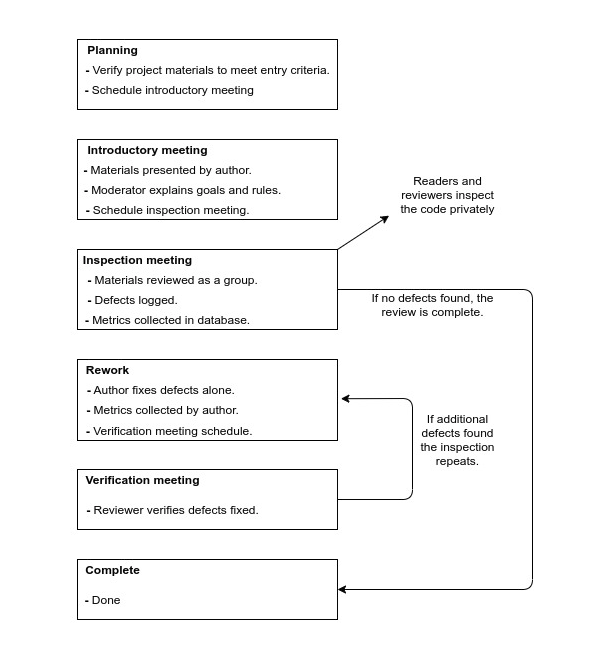 Planning
- Verify project materials to meet entry criteria.
- Schedule introductory meeting
Introductory meeting
- Materials presented by author.
- Moderator explains goals and rules.
- Schedule inspection meeting.
Readers and
reviewers inspect
the code privately
Inspection meeting
- Materials reviewed as a group.
- Defects logged.
- Metrics collected in database.
If no defects found, the
review is complete.
Rework
- Author fixes defects alone.
- Metrics collected by author.
- Verification meeting schedule.
If additional
defects found
the inspection
repeats.
Verification meeting
- Reviewer verifies defects fixed.
Complete
- Done